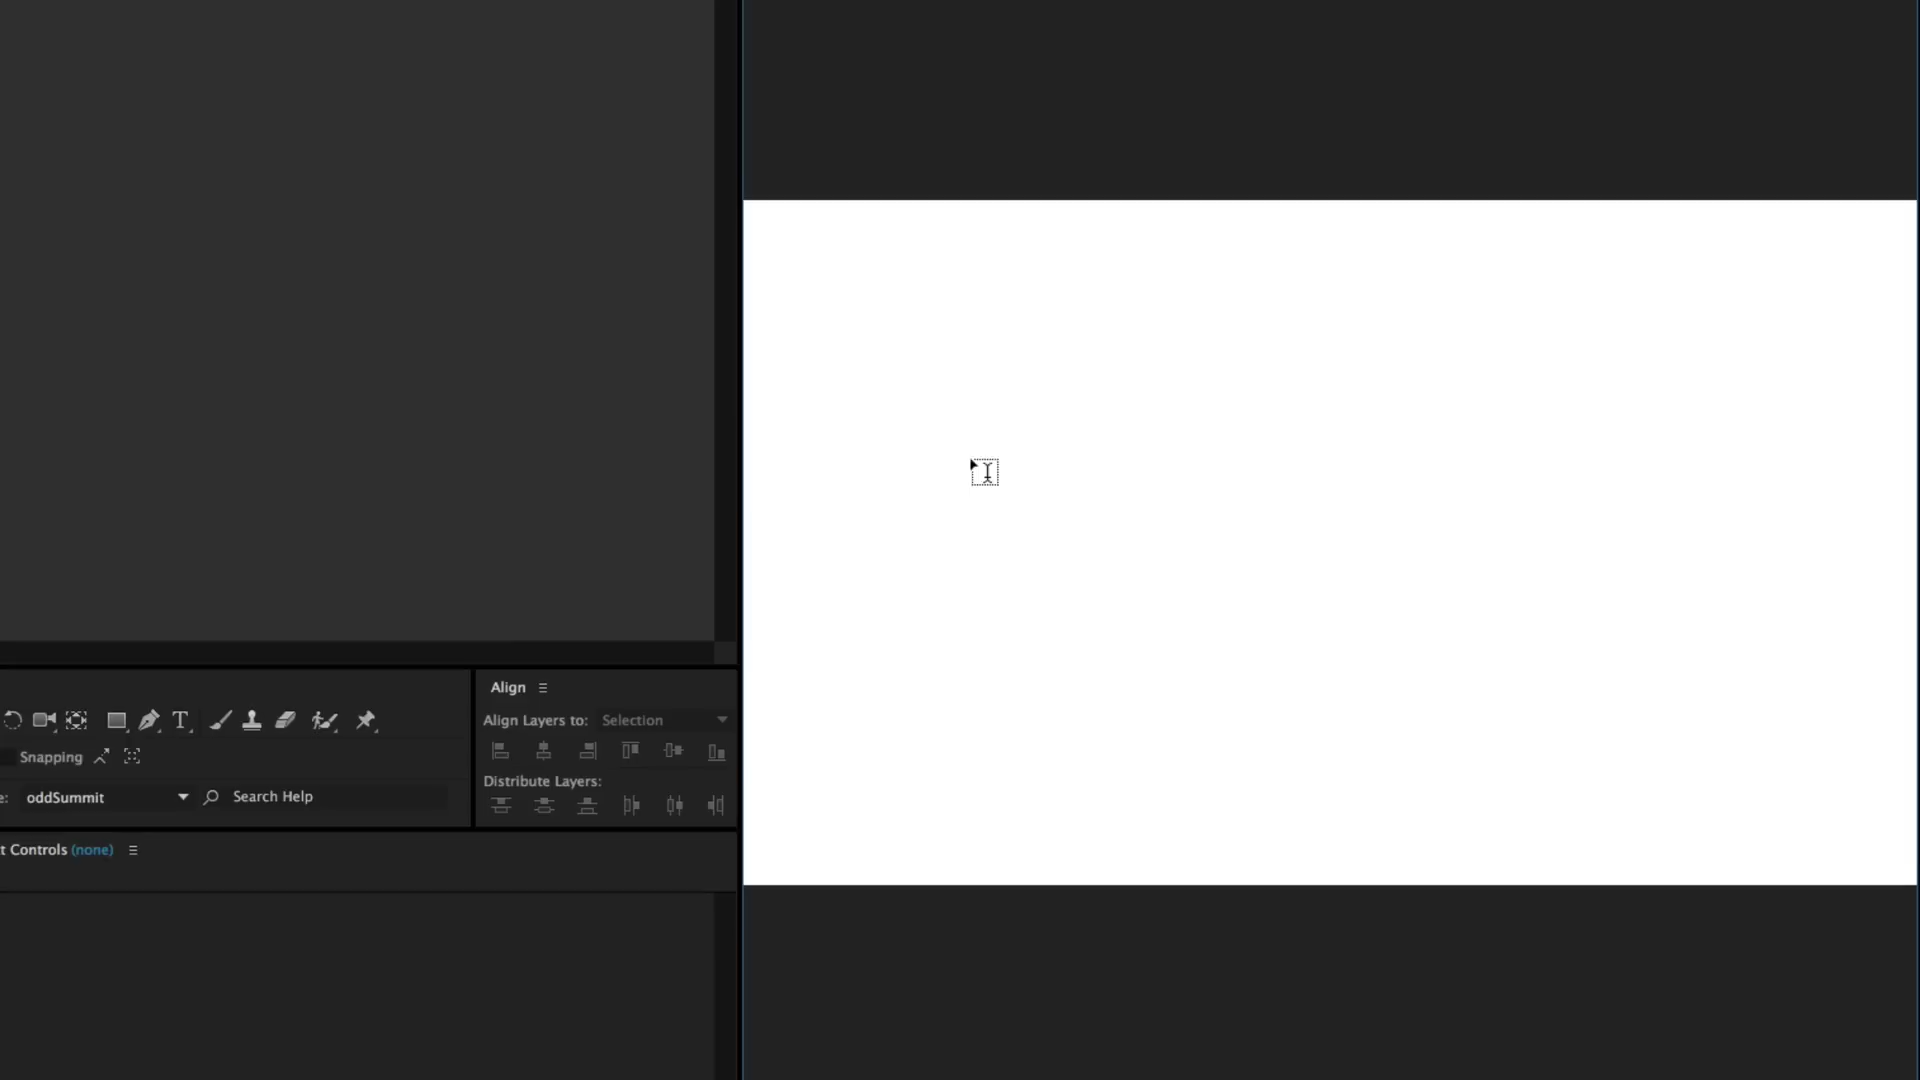 Align
Align Layers to: Selection
Snapping
Distribute Layers:
e: oddSummit Search Help
t Controls (none)